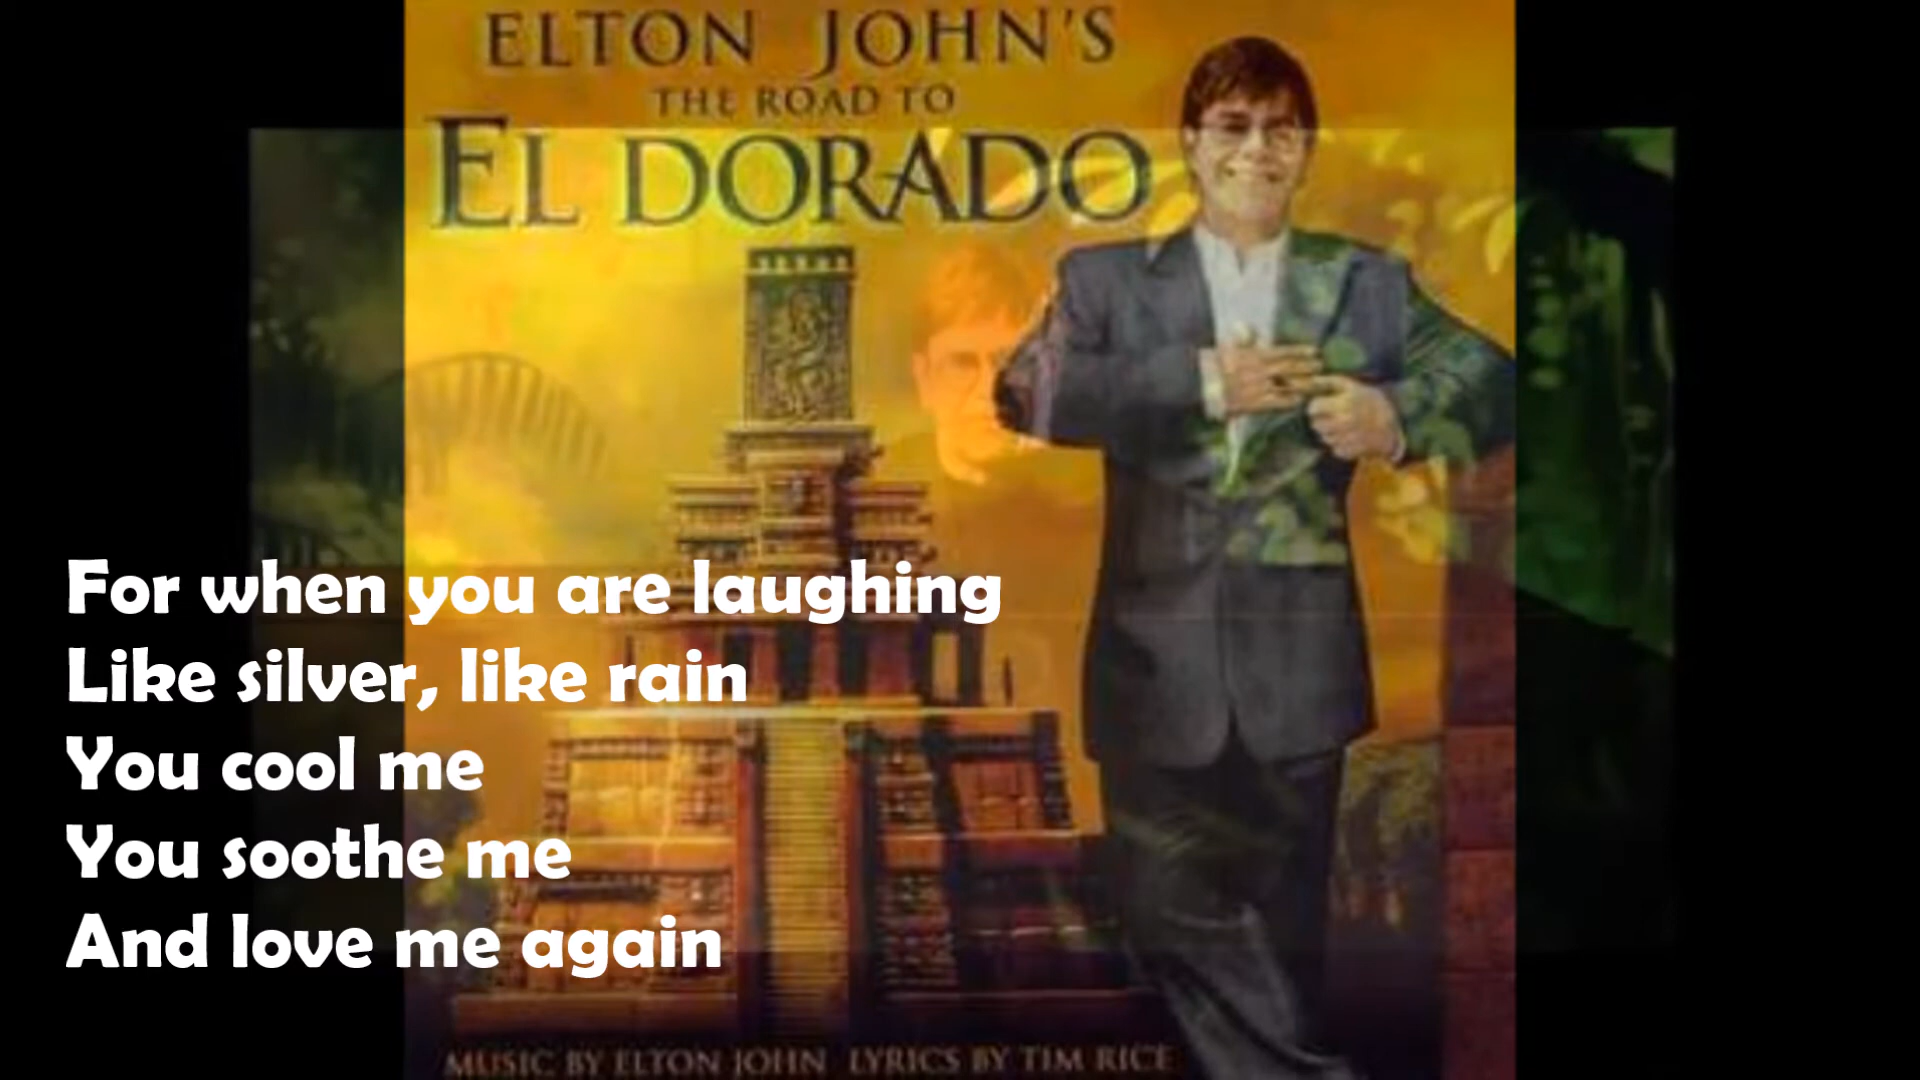 ELTON JOHN'S
THE ROAD TO
EL DORADO
For when you are laughing
Like silver, like rain
You cool me
You soothe me
And love me again
MUSIC BY ELTON JOHN LYRICS BY TIM RICE